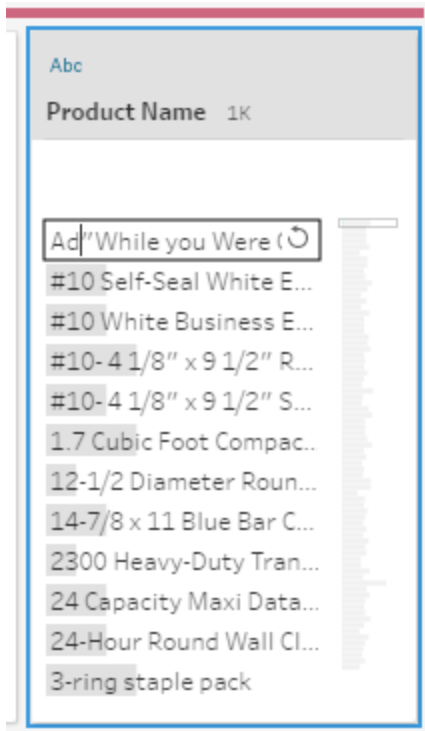 Abc
Product Name 1K
Ad"While you Were (
#10 Self-Seal White E...
#10 White Business E...
#10- 4 1/8" x 9 1/2" R...
#10- 4 1/8" x 9 1/2" S...
1.7 Cubic Foot Compac...
12-1/2 Diameter Roun...
14-7/8 x 11 Blue Bar C...
2300 Heavy-Duty Tran...
24 Capacity Maxi Data...
24-Hour Round Wall Cl...
3-ring staple pack